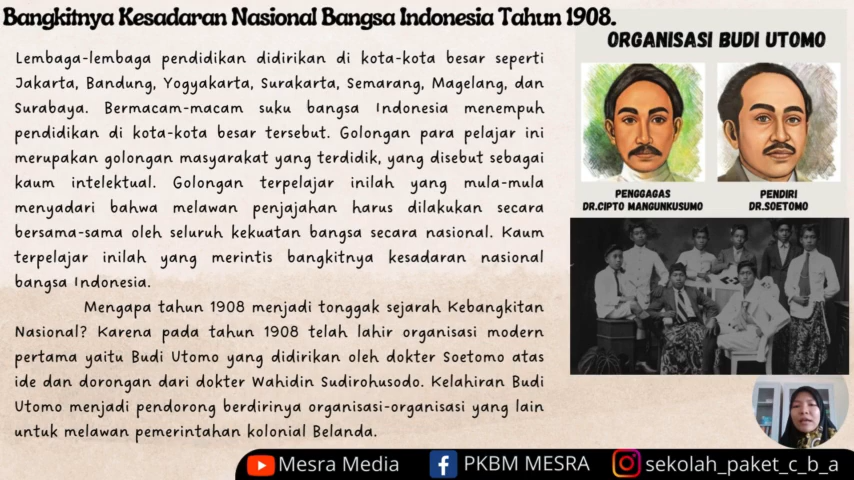 Bangkitnya Kesadaran Nasional Bangsa Indonesia Tahun 1908.
Lembaga-lembaga pendidikan didirikan di kota-kota besar seperti
Jakarta, Bandung, Yogyakarta, Surakarta, Semarang, Magelang, dan
Surabaya. Bermacam-macam suku bangsa Indonesia menempuh
pendidikan di kota-kota besar tersebut. Golongan para pelajar ini
merupakan golongan masyarakat yang terdidik, yang disebut sebagai
kaum intelektual. Golongan terpelajar inilah yang mula-mula
menyadari bahwa melawan penjajahan harus dilakukan secara
bersama-sama oleh seluruh kekuatan bangsa secara nasional. Kaum
terpelajar inilah yang merintis bangkitnya kesadaran nasional
bangsa Indonesia.
Mengapa tahun 1908 menjadi tonggak sejarah Kebangkitan
Nasional? Karena pada tahun 1908 telah lahir organisasi modern
pertama yaitu Budi Utomo yang didirikan oleh dokter Soetomo atas
ide dan dorongan dari dokter Wahidin Sudirohusodo. Kelahiran Budi
Utomo menjadi pendorong berdirinya organisasi-organisasi yang lain
untuk melawan pemerintahan kolonial Belanda.
ORGANISASI BUDI UTOMO
PENGGAGAS
DR.CIPTO MANGUNKUSUMO
PENDIRI
DR.SOETOMO
Mesra Media
PKBM MESRA
sekolah_paket_c_b_a